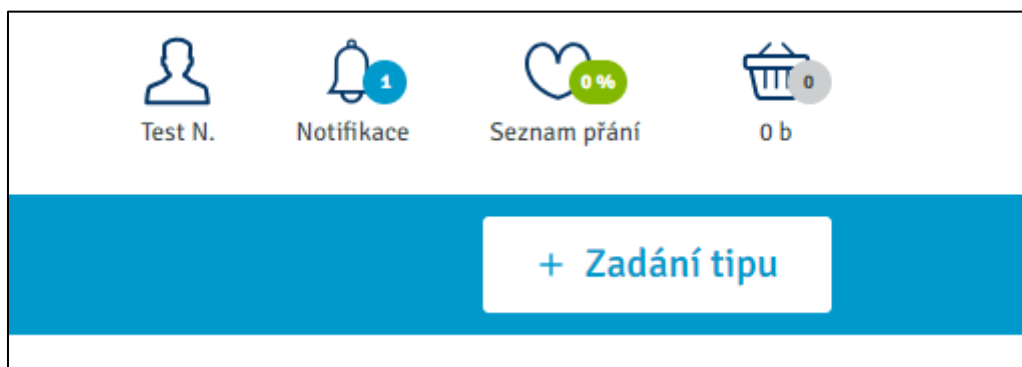 1
0 %
0
Test N.
Notifikace
Seznam přání
0 b
+ Zadání tipu